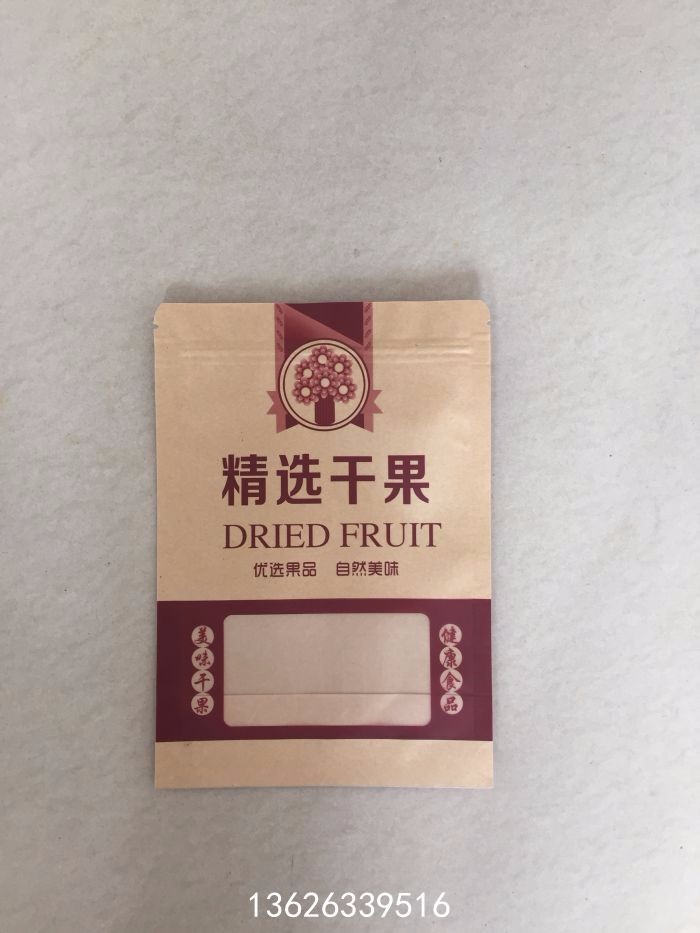 精选干果
DRIED FRUIT
优选果品 自然美味
美味干果
健康食品
13626339516